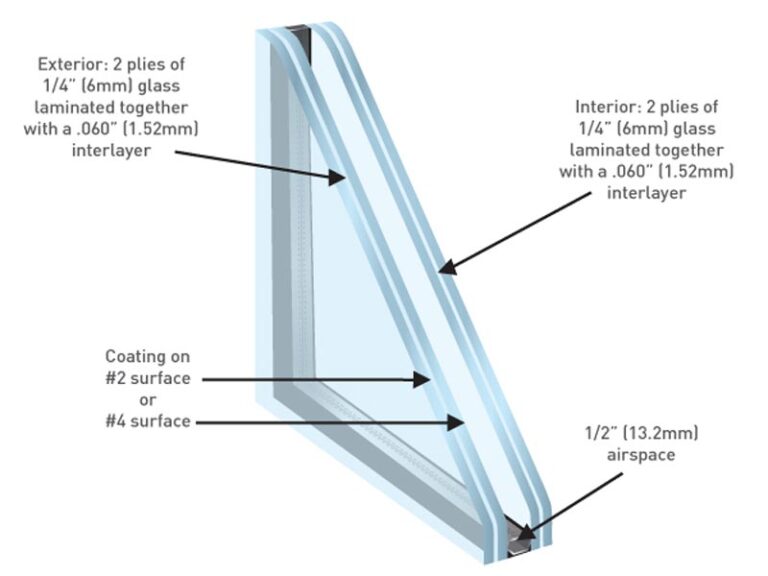 Exterior: 2 plies of
1/4” (6mm) glass
laminated together
with a .060” (1.52mm)
interlayer
Interior: 2 plies of
1/4” (6mm) glass
laminated together
with a .060” (1.52mm)
interlayer
Coating on
#2 surface
or
#4 surface
1/2” (13.2mm)
airspace